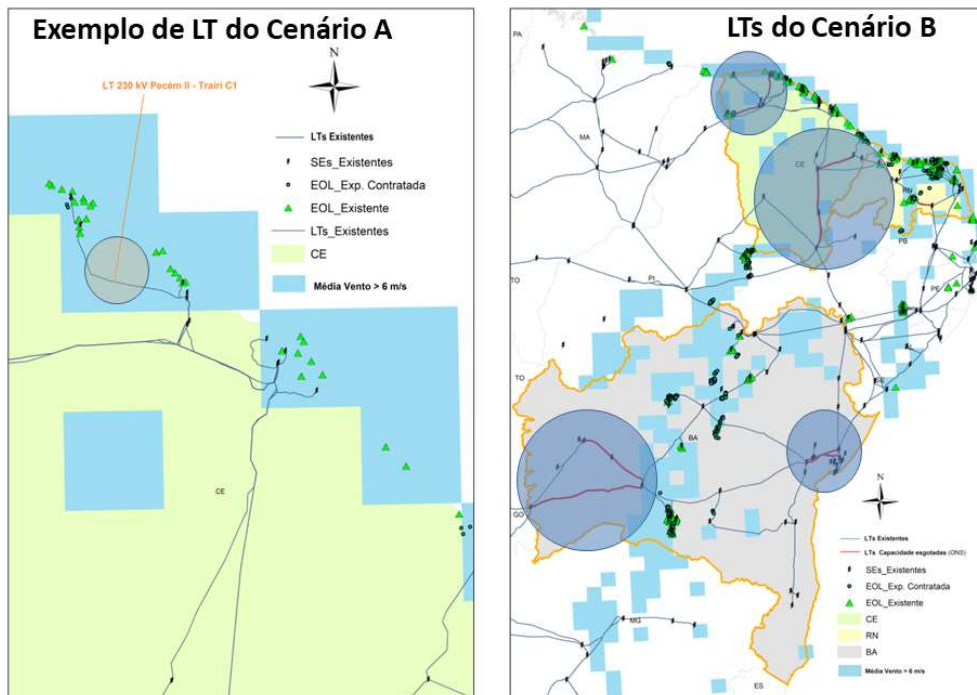 Exemplo de LT do Cenário A
N
LT 230 kV Pecém II - Trairi C1
LTs Existentes
SEs_Existentes
EOL_Exp. Contratada
EOL_Existente
LTs_Existentes
CE
Média Vento > 6 m/s
CE
LTs do Cenário B
PA
MA
CE
RN
PB
TO
PI
PE
AL
TO
SE
BA
GO
N
LTs Existentes
LTs Capacidade esgotadas (ONS)
SEs_Existentes
EOL_Exp. Contratada
EOL_Existente
CE
RN
BA
Média Vento > 6 m/s
MG
ES